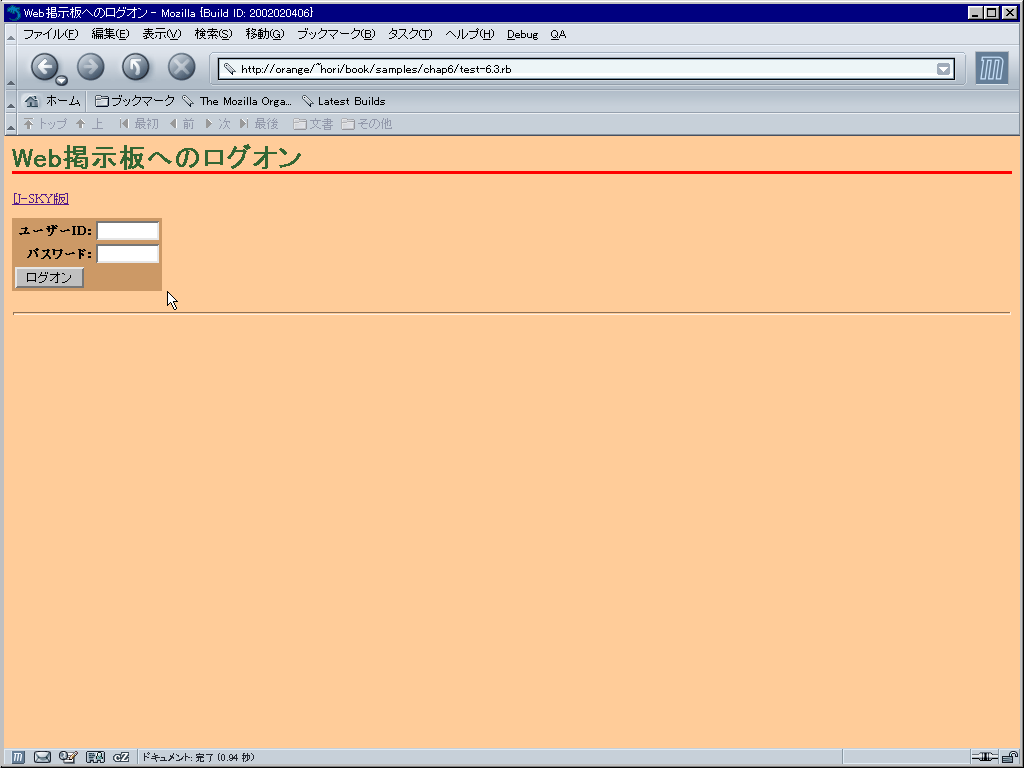 Web掲示板へのログオン - Mozilla {Build ID: 2002020406}
ファイル(F) 編集(E) 表示(V) 検索(S) 移動(G) ブックマーク(B) タスク(T) ヘルプ(H) Debug QA
http://orange/~hori/book/samples/chap6/test-6.3.rb
ホーム ブックマーク The Mozilla Orga... Latest Builds
トップ 上 最初 前 次 最後 文書 その他
Web掲示板へのログオン
[J-SKY版]
ユーザーID:
パスワード:
ログオン
ドキュメント: 完了 (0.94 秒)